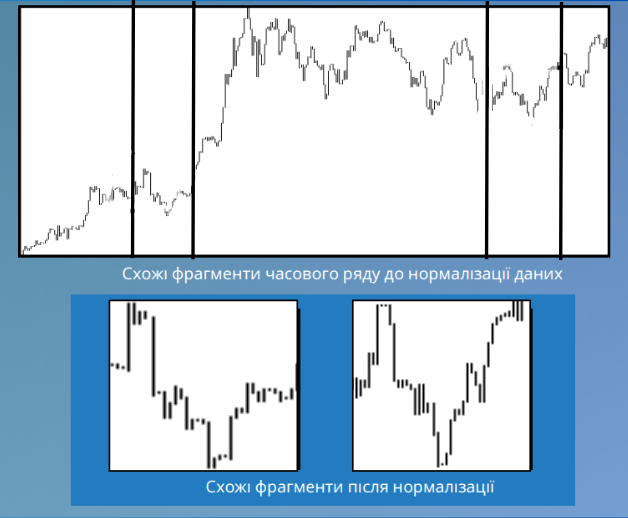 Схожі фрагменти часового ряду до нормалізації даних
Схожі фрагменти після нормалізації